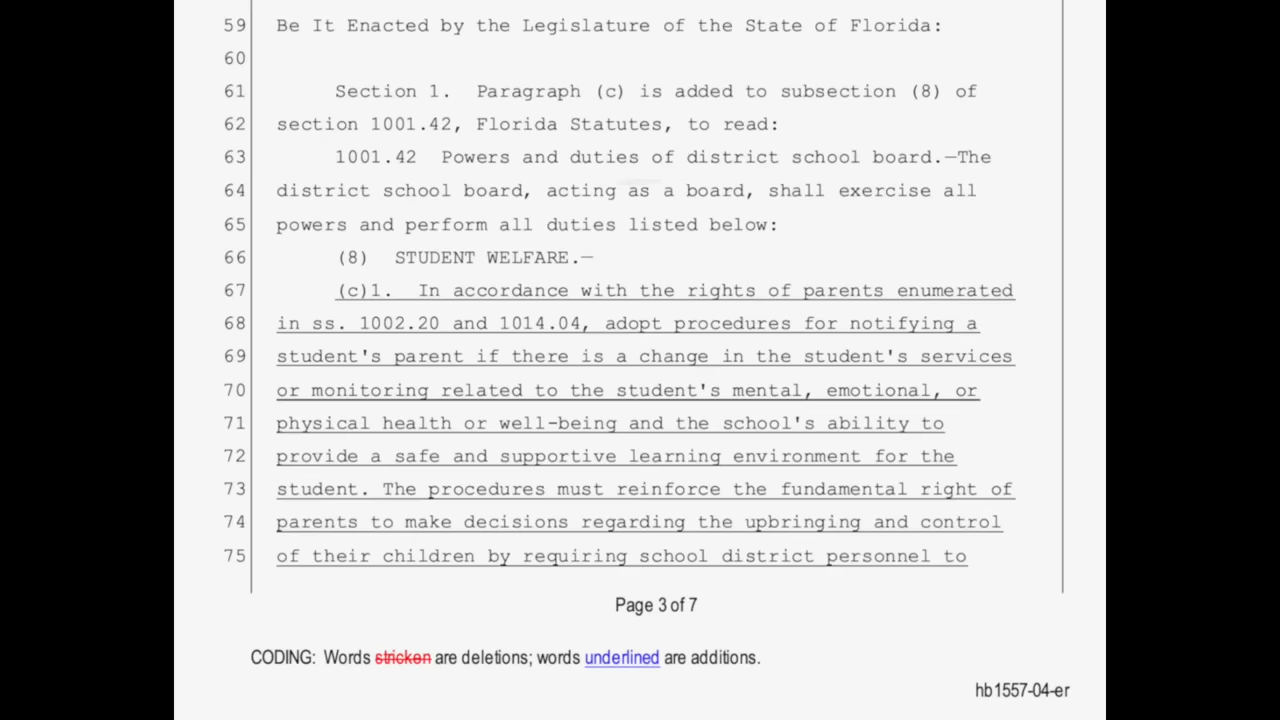 59 Be It Enacted by the Legislature of the State of Florida:
60
61 Section 1. Paragraph (c) is added to subsection (8) of
62 section 1001.42, Florida Statutes, to read:
63 1001.42 Powers and duties of district school board.—The
64 district school board, acting as a board, shall exercise all
65 powers and perform all duties listed below:
66 (8) STUDENT WELFARE.—
67 (c)1. In accordance with the rights of parents enumerated
68 in ss. 1002.20 and 1014.04, adopt procedures for notifying a
69 student's parent if there is a change in the student's services
70 or monitoring related to the student's mental, emotional, or
71 physical health or well-being and the school's ability to
72 provide a safe and supportive learning environment for the
73 student. The procedures must reinforce the fundamental right of
74 parents to make decisions regarding the upbringing and control
75 of their children by requiring school district personnel to
Page 3 of 7
CODING: Words stricken are deletions; words underlined are additions.
hb1557-04-er